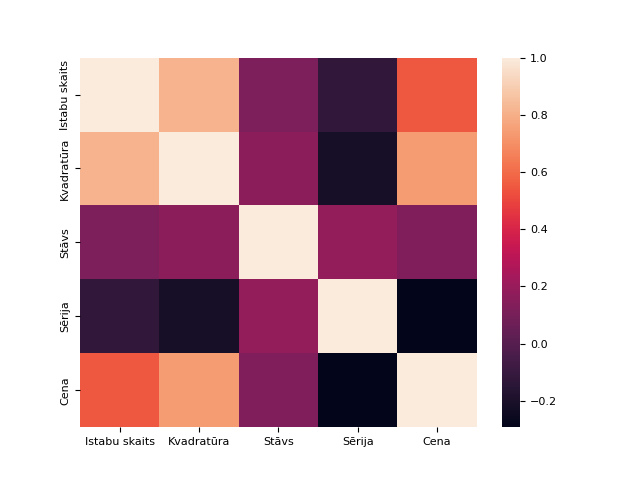 Istabu skaits
Kvadratūra
Stāvs
Sērija
Cena
Istabu skaits Kvadratūra Stāvs Sērija Cena
1.0
0.8
0.6
0.4
0.2
0.0
−0.2